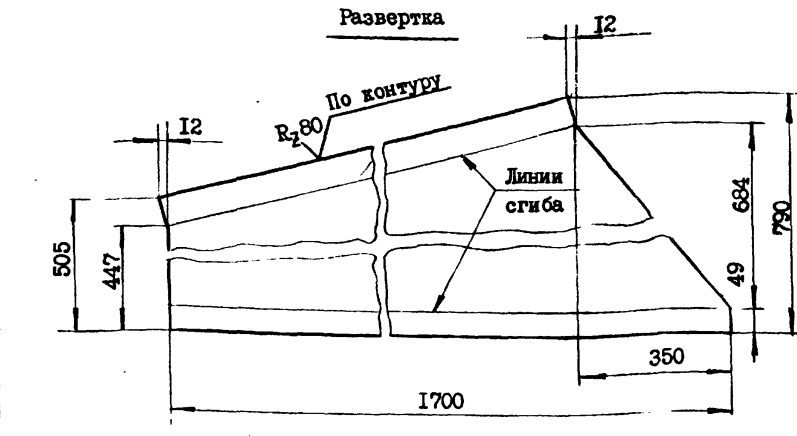 Развертка
I2
По контуру
Rz80
I2
Линии
сгиба
684
790
505
447
49
350
I700